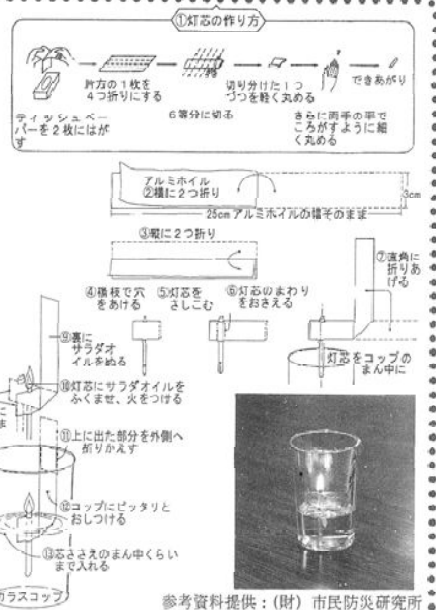 ①灯芯の作り方
ティッシュペー
パーを2枚にはが
す
片方の1枚を
4つ折りにする
6等分に切る
切り分けた1つ
づつを軽く丸める
さらに両手の平で
ころがすように細
く丸める
できあがり
アルミホイル
②横に2つ折り
3cm
25cmアルミホイルの幅そのまま
③縦に2つ折り
④楊枝で穴
をあける
⑤灯芯を
さしこむ
⑥灯芯のまわり
をおさえる
⑦直角に
折りあ
げる
灯芯をコップの
まん中に
⑨裏に
サラダオ
イルをぬる
⑩灯芯にサラダオイルを
ふくませ、火をつける
⑪上に出た部分を外側へ
折りかえす
⑫コップにピッタリと
おしつける
⑬芯ささえのまん中くらい
まで入れる
ガラスコップ
参考資料提供：(財) 市民防災研究所